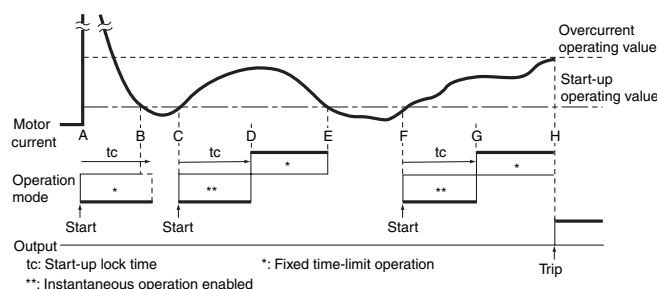 Overcurrent
operating value
Start-up
operating value
Motor
current
A B C D E F G H
tc tc tc
Operation
mode
* ** * ** *
Start Start Start
Output
tc: Start-up lock time *: Fixed time-limit operation Trip
**: Instantaneous operation enabled